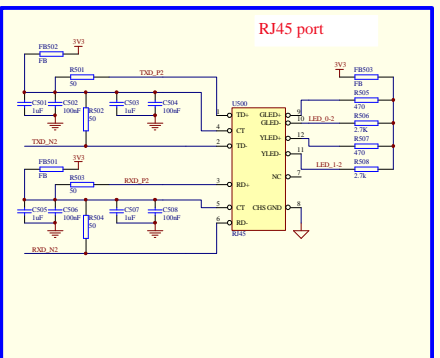 RJ45 port
3V3
FB502
FB
R501
50
TXD_P2
C501
1uF
C502
100nF
R502
50
C503
1uF
C504
100nF
TXD_N2
3V3
FB501
FB
R503
50
RXD_P2
C505
1uF
C506
100nF
R504
50
C507
1uF
C508
100nF
RXD_N2
U500
1 TD+ GLED+ 9
GLED- 10
4 CT YLED+ 12
2 TD- YLED- 11
3 RD+ NC 7
5 CT CHS GND 8
6 RD-
RJ45
3V3
FB503
FB
R505
470
LED_0-2
R506
2.7K
R507
470
LED_1-2
R508
2.7k